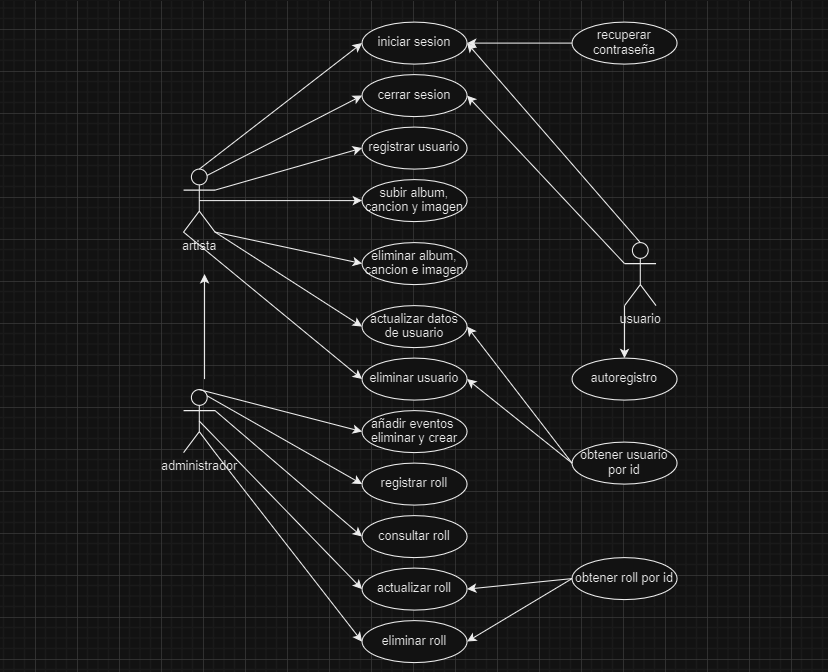 iniciar sesion
recuperar
contraseña
cerrar sesion
registrar usuario
subir album,
cancion y imagen
artista
eliminar album,
cancion e imagen
usuario
actualizar datos
de usuario
eliminar usuario
autoregistro
añadir eventos
eliminar y crear
obtener usuario
por id
administrador
registrar roll
consultar roll
actualizar roll
obtener roll por id
eliminar roll